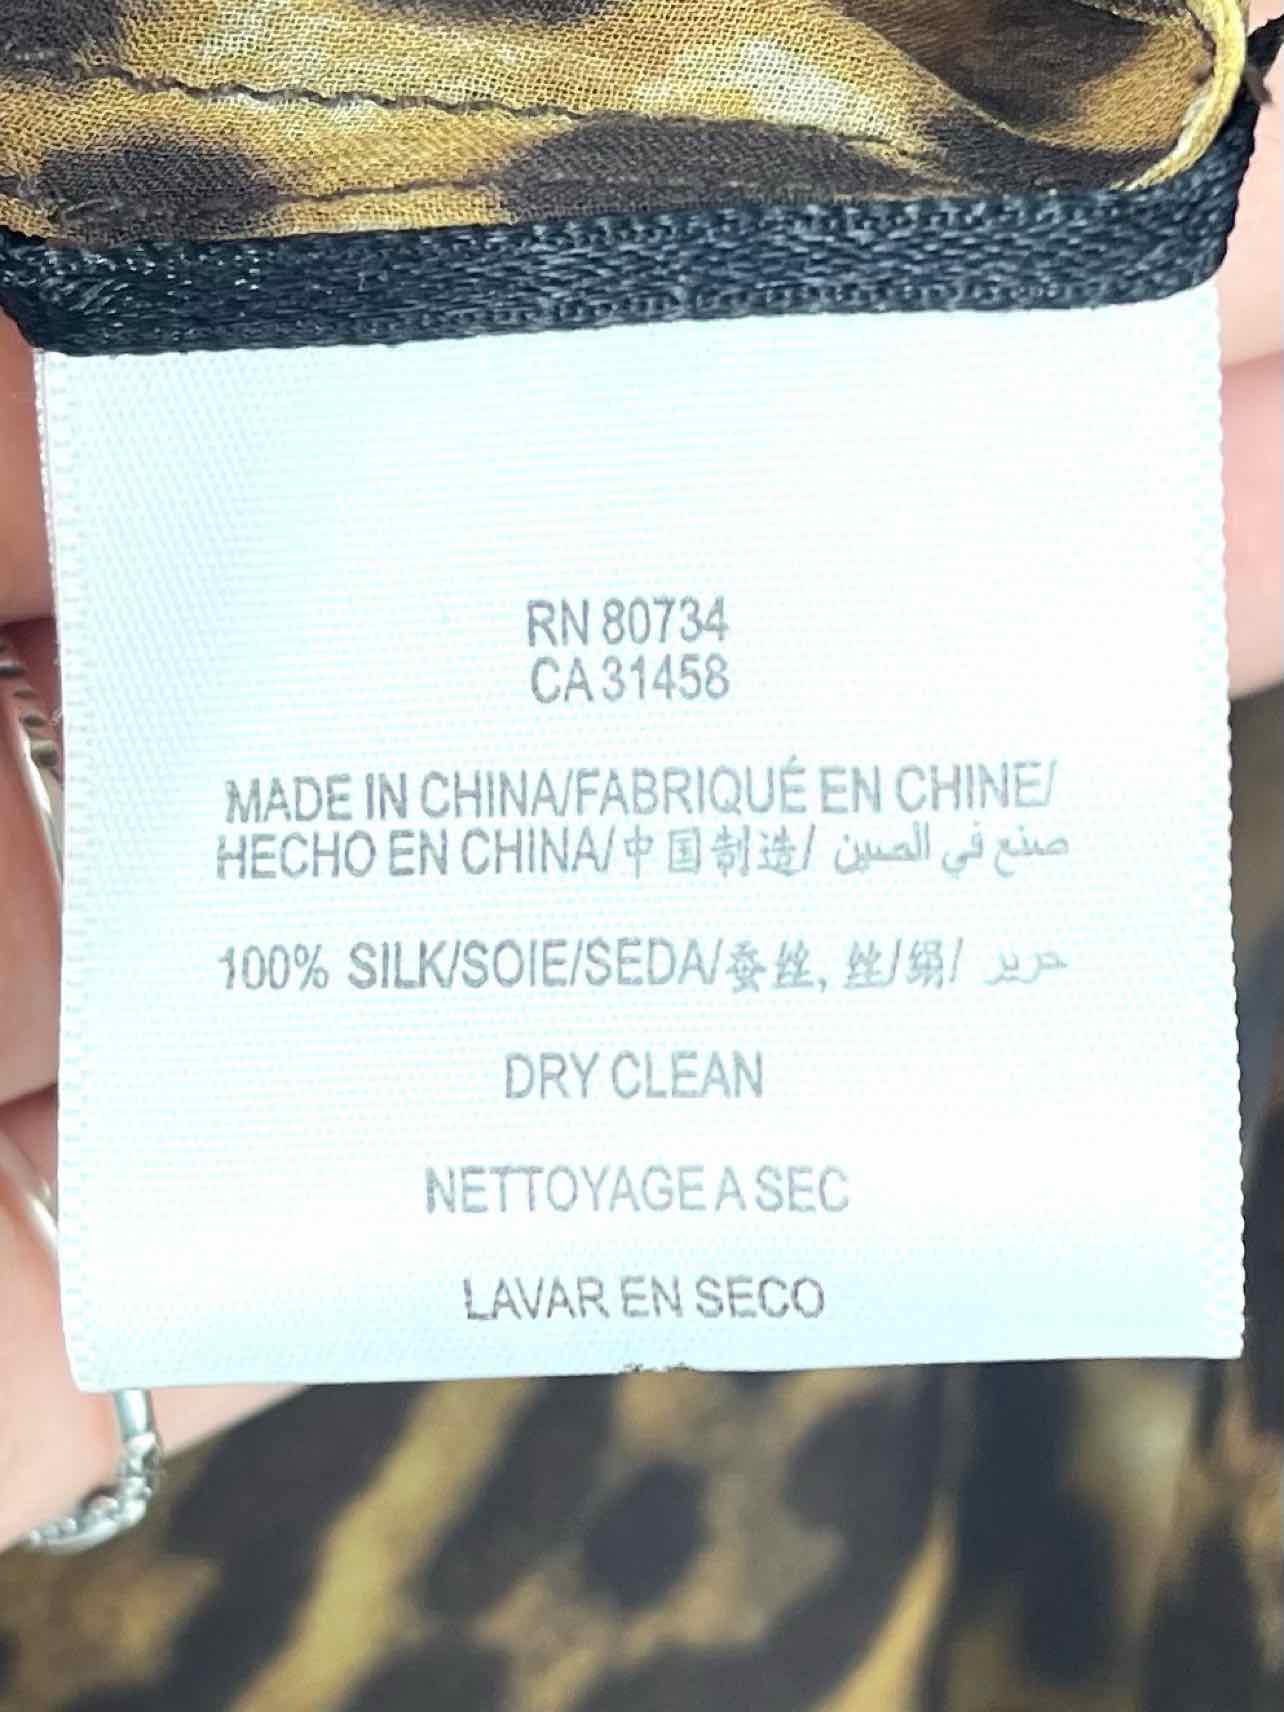 RN 80734
CA 31458
MADE IN CHINA/FABRIQUÉ EN CHINE/
HECHO EN CHINA/中国制造/ صنع في الصين
100% SILK/SOIE/SEDA/蚕丝, 丝/绢/ حرير
DRY CLEAN
NETTOYAGE A SEC
LAVAR EN SECO